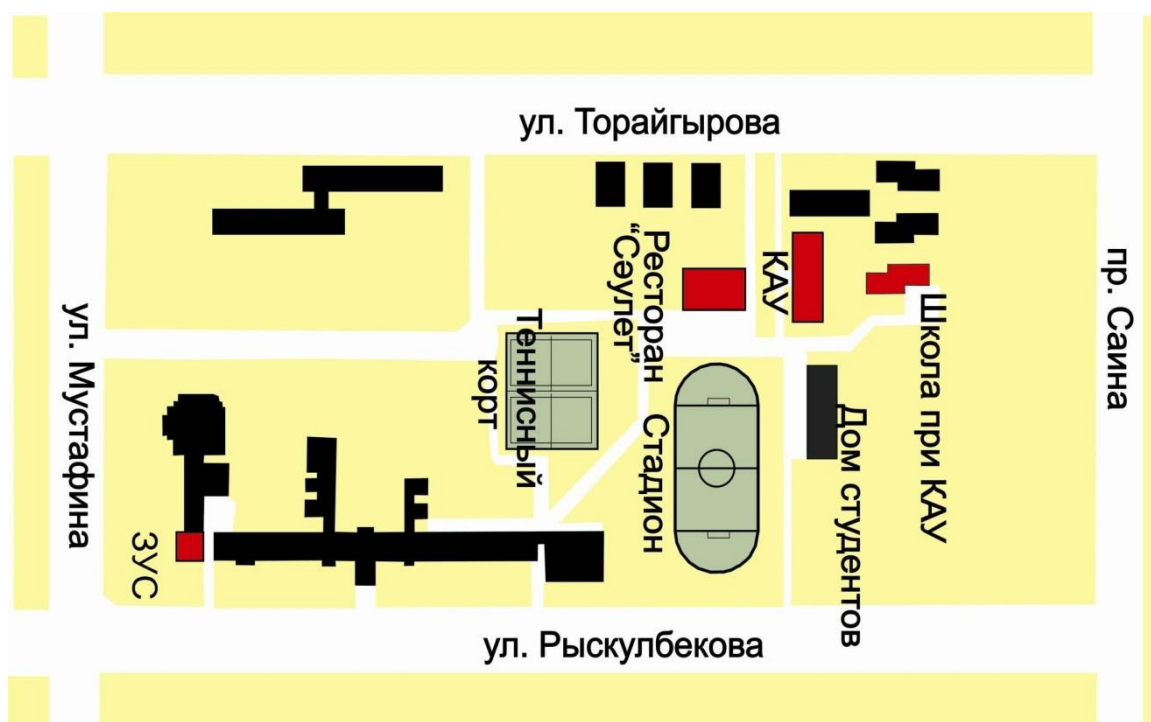 ул. Торайгырова
ул. Мустафина
пр. Саина
Ресторан
“Сәулет”
КАУ
Школа при КАУ
Теннисный
корт
Стадион
Дом студентов
ЗУС
ул. Рыскулбекова